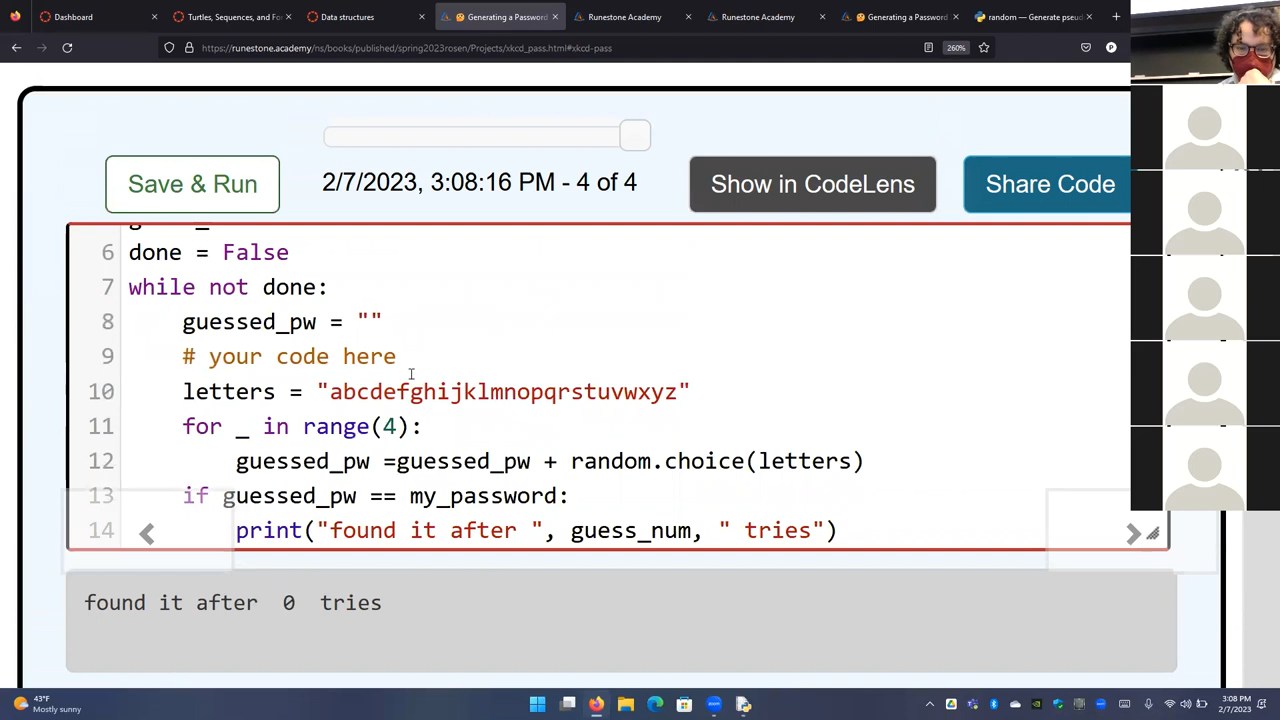 Dashboard
Turtles, Sequences, and For
Data structures
Generating a Password
Runestone Academy
Runestone Academy
Generating a Password
random — Generate pseud
https://runestone.academy/ns/books/published/spring2023rosen/Projects/xkcd_pass.html#xkcd-pass
260%
Save & Run
2/7/2023, 3:08:16 PM - 4 of 4
Show in CodeLens
Share Code
6 done = False
7 while not done:
8 guessed_pw = ""
9 # your code here
10 letters = "abcdefghijklmnopqrstuvwxyz"
11 for _ in range(4):
12 guessed_pw =guessed_pw + random.choice(letters)
13 if guessed_pw == my_password:
14 print("found it after ", guess_num, " tries")
found it after  0  tries
43°F
Mostly sunny
3:08 PM
2/7/2023